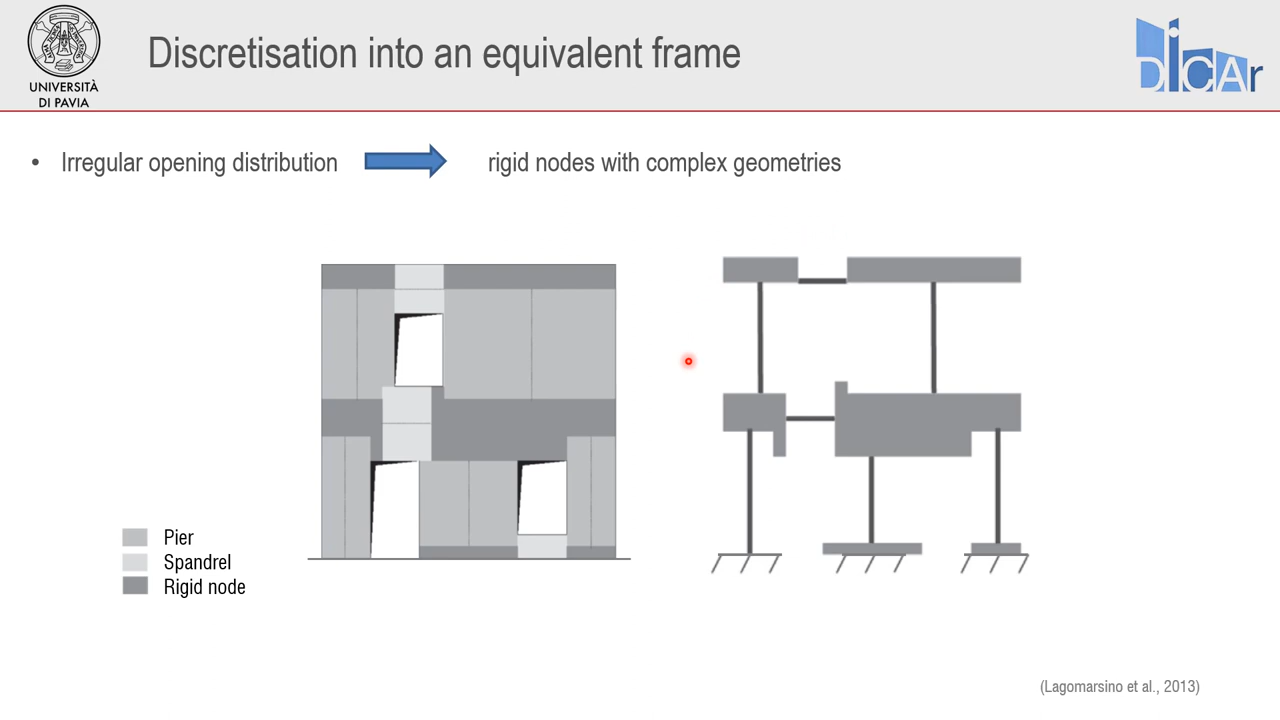 UNIVERSITÀ
DI PAVIA
Discretisation into an equivalent frame
DICAr
• Irregular opening distribution rigid nodes with complex geometries
Pier
Spandrel
Rigid node
(Lagomarsino et al., 2013)